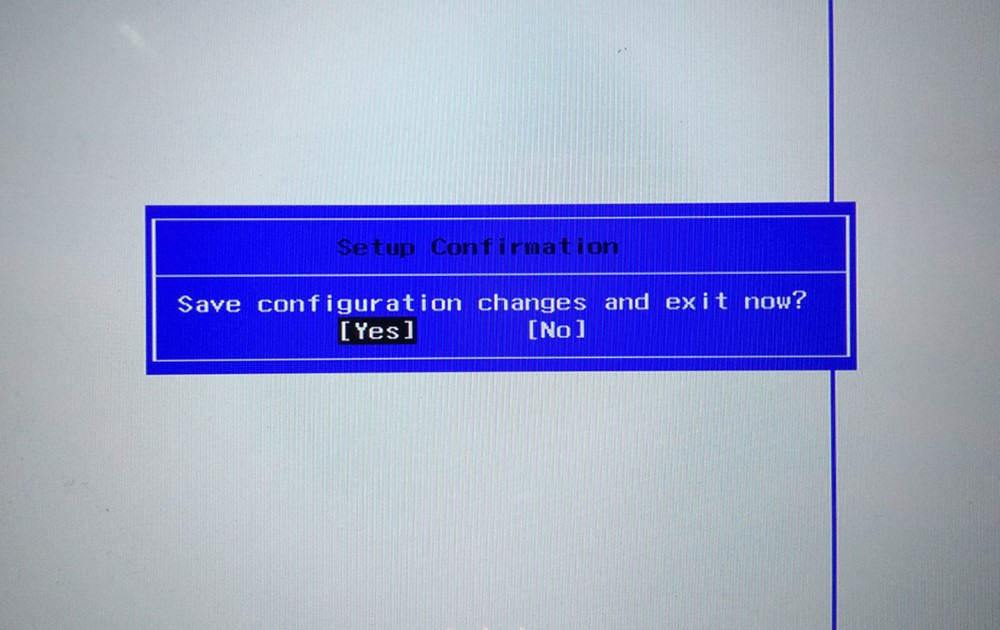 Setup Confirmation
Save configuration changes and exit now?
[Yes] [No]